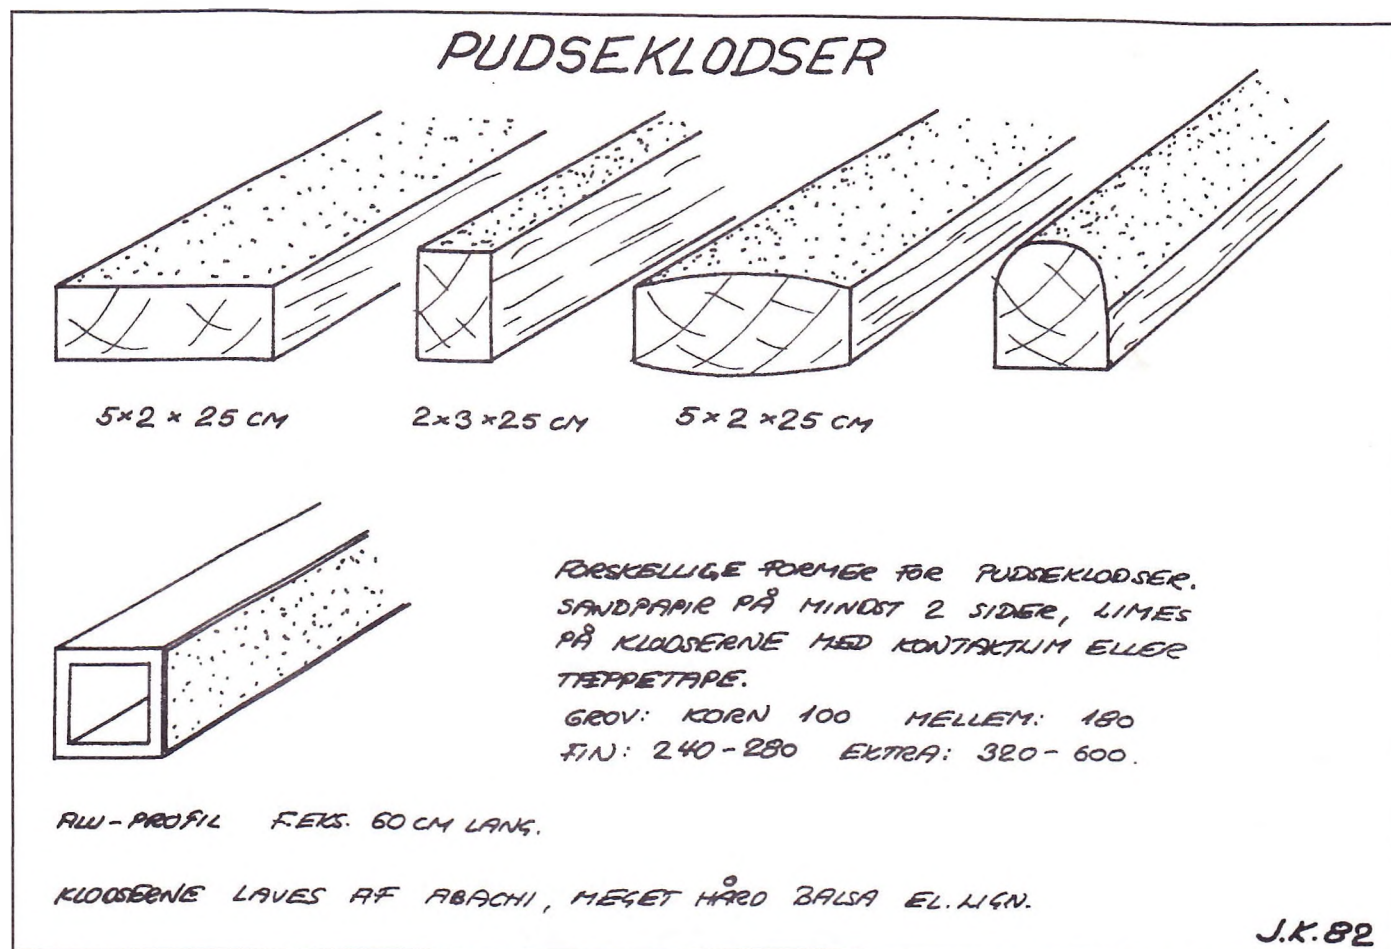 PUDSEKLODSER
5×2 × 25 CM
2×3×25 CM
5×2×25 CM
FORSKELLIGE FORMER FOR PUDSEKLODSER.
SANDPAPIR PÅ MINDST 2 SIDER, LIMES
PÅ KLODSERNE MED KONTAKTLIM ELLER
TÆPPETAPE.
GROV: KORN 100 MELLEM: 180
FIN: 240-280 EXTRA: 320-600.
ALU-PROFIL F.EKS. 60 CM LANG.
KLODSERNE LAVES AF ABACHI, MEGET HÅRD BALSA EL. LIGN.
J.K. 82